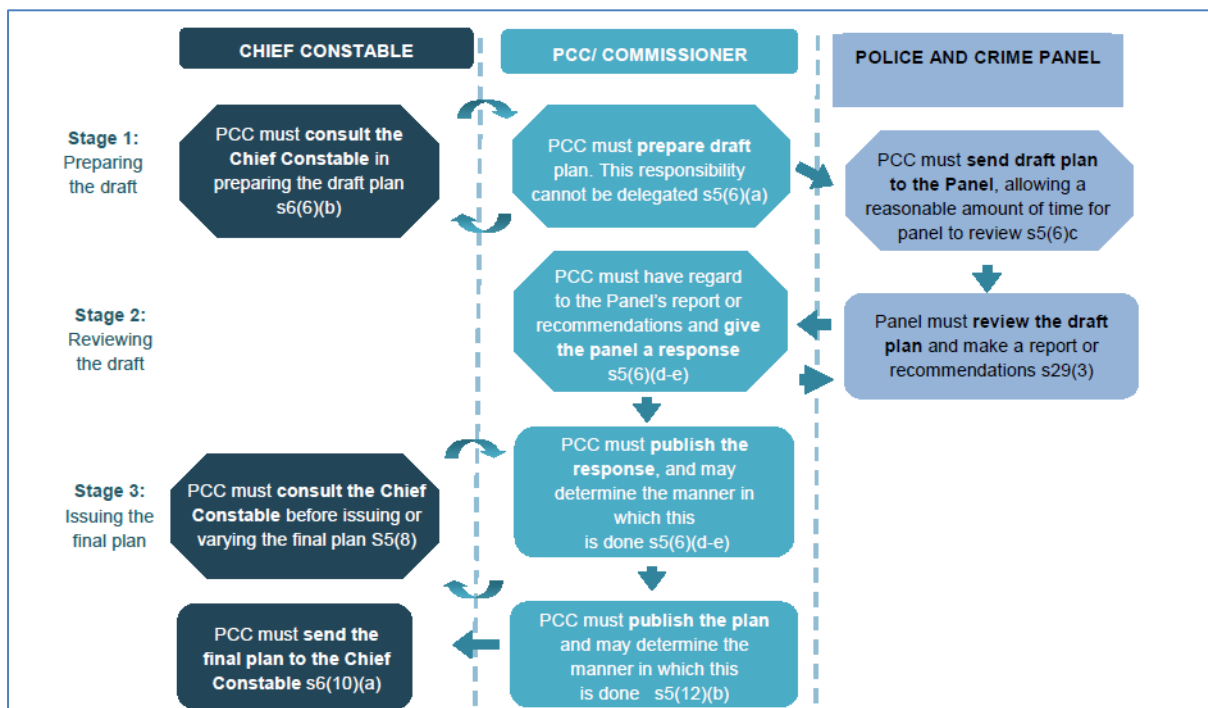 CHIEF CONSTABLE
PCC/ COMMISSIONER
POLICE AND CRIME PANEL
Stage 1:
Preparing
the draft
PCC must consult the
Chief Constable in
preparing the draft plan
s6(6)(b)
PCC must prepare draft
plan. This responsibility
cannot be delegated s5(6)(a)
PCC must send draft plan
to the Panel, allowing a
reasonable amount of time for
panel to review s5(6)c
Stage 2:
Reviewing
the draft
PCC must have regard
to the Panel's report or
recommendations and give
the panel a response
s5(6)(d-e)
Panel must review the draft
plan and make a report or
recommendations s29(3)
Stage 3:
Issuing the
final plan
PCC must consult the Chief
Constable before issuing or
varying the final plan S5(8)
PCC must publish the
response, and may
determine the manner in
which this
is done s5(6)(d-e)
PCC must send the
final plan to the Chief
Constable s6(10)(a)
PCC must publish the plan
and may determine the
manner in which this
is done s5(12)(b)